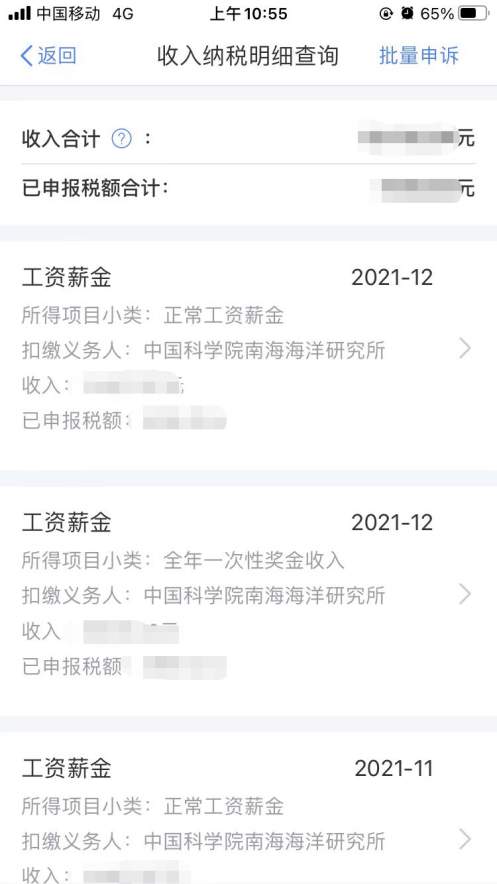 中国移动 4G 上午10:55 65%
返回 收入纳税明细查询 批量申诉
收入合计 ? : 元
已申报税额合计: 元
工资薪金 2021-12
所得项目小类：正常工资薪金
扣缴义务人：中国科学院南海海洋研究所
收入：
已申报税额：
工资薪金 2021-12
所得项目小类：全年一次性奖金收入
扣缴义务人：中国科学院南海海洋研究所
收入
已申报税额
工资薪金 2021-11
所得项目小类：正常工资薪金
扣缴义务人：中国科学院南海海洋研究所
收入：